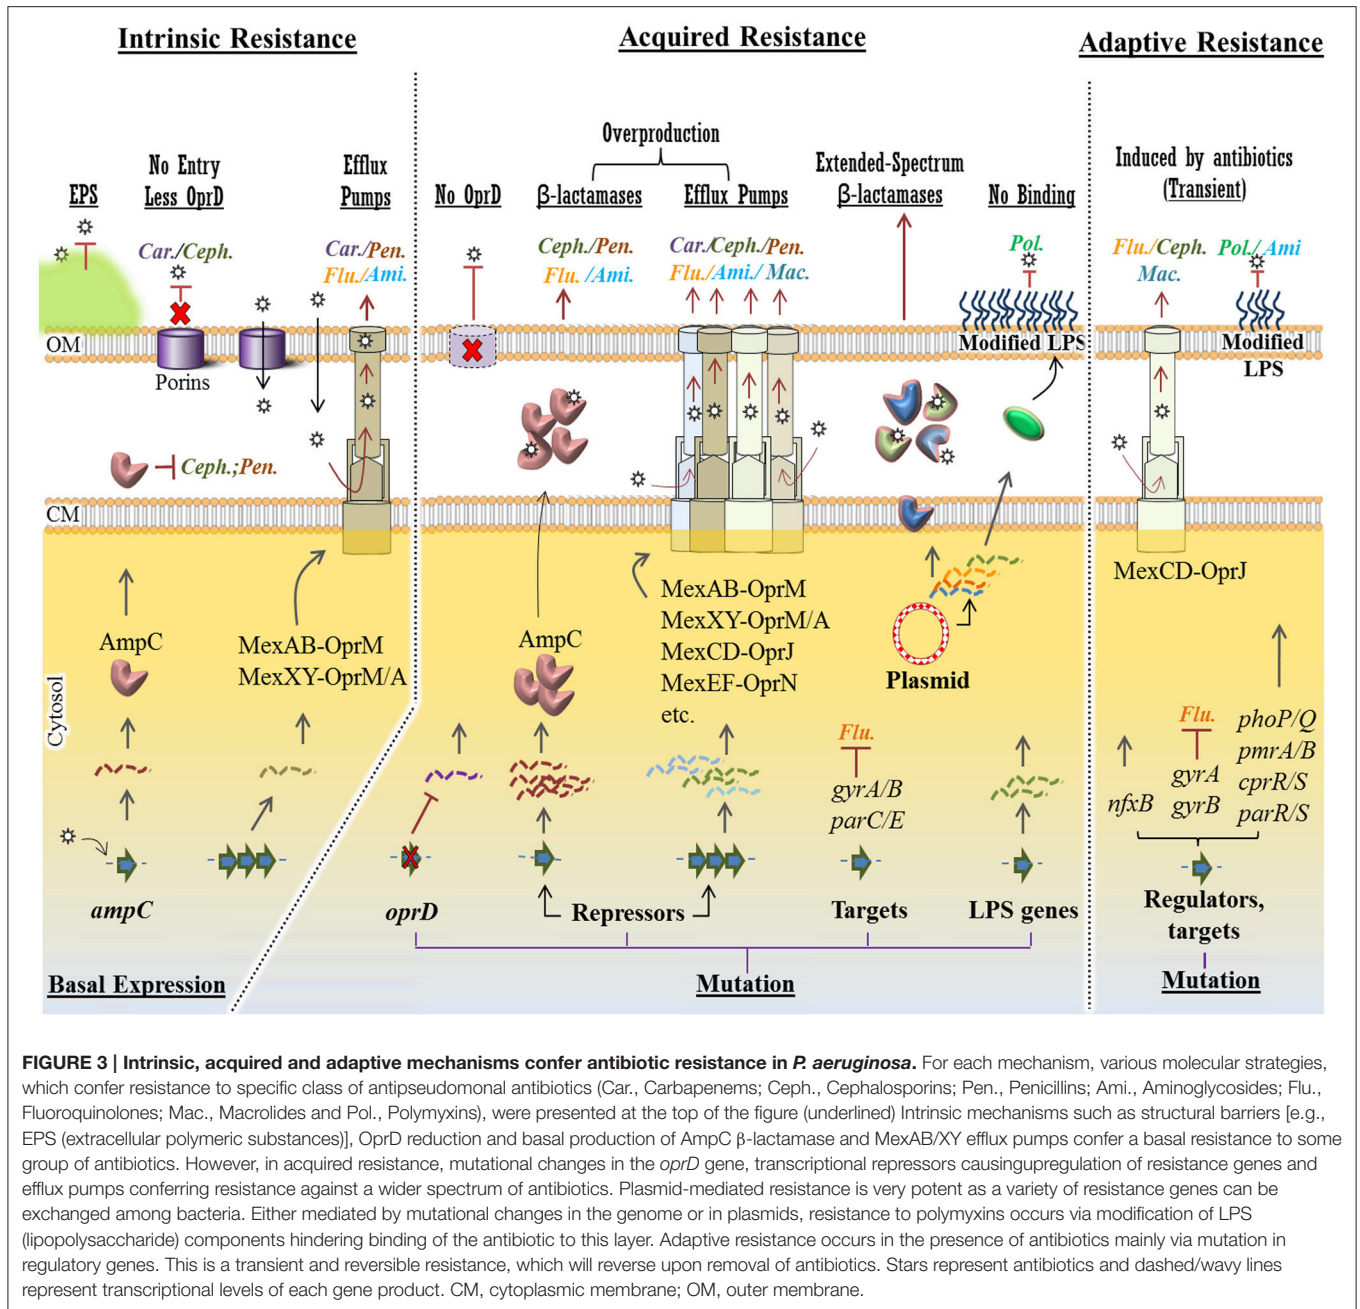 Intrinsic Resistance
Acquired Resistance
Adaptive Resistance
EPS
No Entry
Less OprD
Car./Ceph.
Efflux
Pumps
Car./Pen.
Flu./Ami.
OM
Porins
Ceph.;Pen.
CM
Cytosol
AmpC
MexAB-OprM
MexXY-OprM/A
ampC
Basal Expression
No OprD
Overproduction
β-lactamases
Ceph./Pen.
Flu. /Ami.
Efflux Pumps
Car./Ceph./Pen.
Flu./Ami./ Mac.
Extended-Spectrum
β-lactamases
No Binding
Pol.
Modified LPS
AmpC
MexAB-OprM
MexXY-OprM/A
MexCD-OprJ
MexEF-OprN
etc.
Plasmid
Flu.
gyrA/B
parC/E
oprD
Repressors
Targets
LPS genes
Mutation
Induced by antibiotics
(Transient)
Flu./Ceph.
Mac.
Pol./Ami
Modified
LPS
MexCD-OprJ
nfxB
Flu.
gyrA
gyrB
phoP/Q
pmrA/B
cprR/S
parR/S
Regulators,
targets
Mutation
FIGURE 3 | Intrinsic, acquired and adaptive mechanisms confer antibiotic resistance in P. aeruginosa. For each mechanism, various molecular strategies,
which confer resistance to specific class of antipseudomonal antibiotics (Car., Carbapenems; Ceph., Cephalosporins; Pen., Penicillins; Ami., Aminoglycosides; Flu.,
Fluoroquinolones; Mac., Macrolides and Pol., Polymyxins), were presented at the top of the figure (underlined) Intrinsic mechanisms such as structural barriers [e.g.,
EPS (extracellular polymeric substances)], OprD reduction and basal production of AmpC β-lactamase and MexAB/XY efflux pumps confer a basal resistance to some
group of antibiotics. However, in acquired resistance, mutational changes in the oprD gene, transcriptional repressors causingupregulation of resistance genes and
efflux pumps conferring resistance against a wider spectrum of antibiotics. Plasmid-mediated resistance is very potent as a variety of resistance genes can be
exchanged among bacteria. Either mediated by mutational changes in the genome or in plasmids, resistance to polymyxins occurs via modification of LPS
(lipopolysaccharide) components hindering binding of the antibiotic to this layer. Adaptive resistance occurs in the presence of antibiotics mainly via mutation in
regulatory genes. This is a transient and reversible resistance, which will reverse upon removal of antibiotics. Stars represent antibiotics and dashed/wavy lines
represent transcriptional levels of each gene product. CM, cytoplasmic membrane; OM, outer membrane.